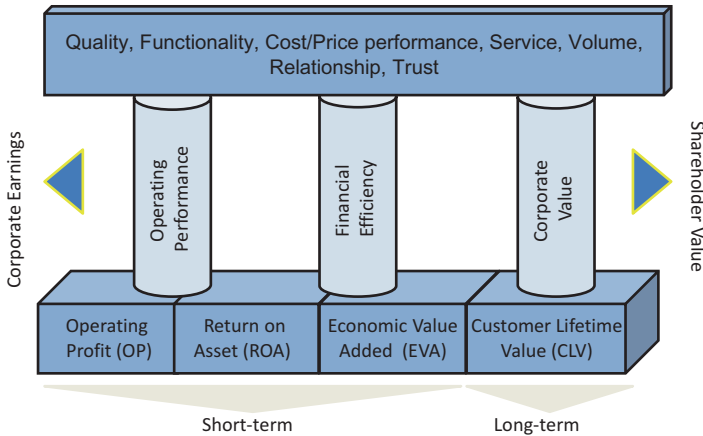 Quality, Functionality, Cost/Price performance, Service, Volume,
Relationship, Trust
Corporate Earnings
Operating
Performance
Financial
Efficiency
Corporate
Value
Shareholder Value
Operating
Profit (OP)
Return on
Asset (ROA)
Economic Value
Added (EVA)
Customer Lifetime
Value (CLV)
Short-term
Long-term